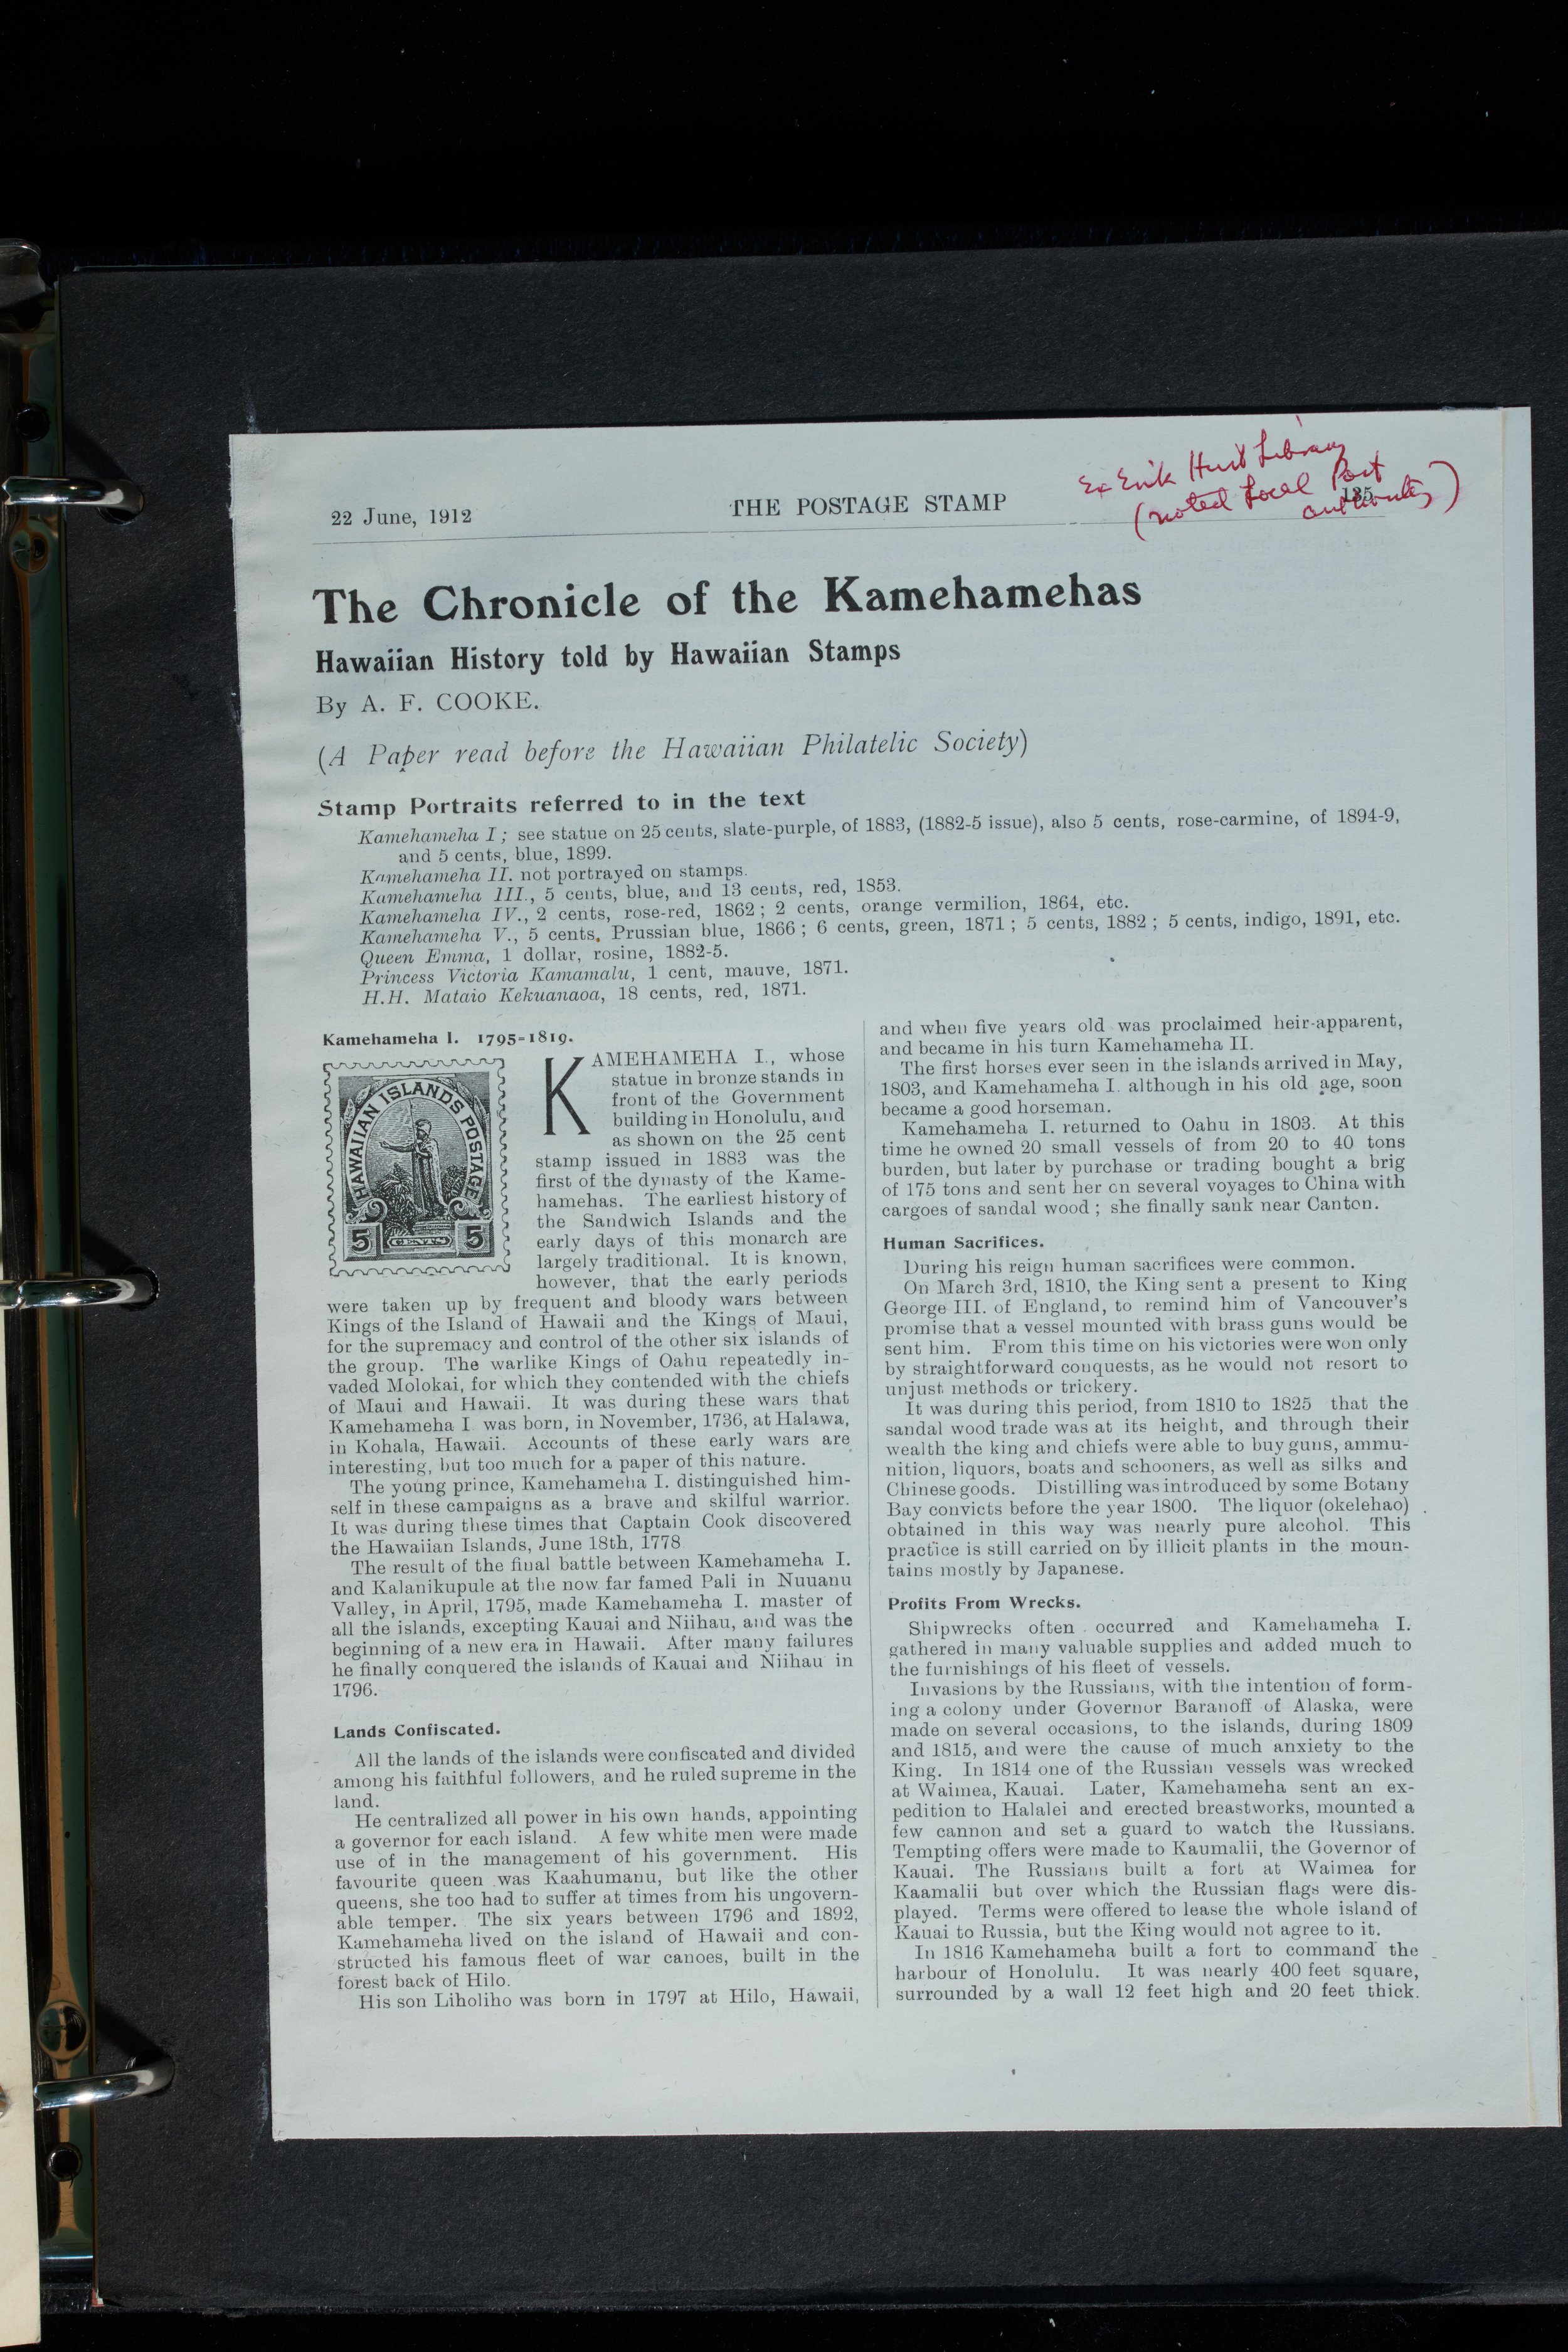 Ex Erik Hurt Library
(noted Local Post
authority)
22 June, 1912 THE POSTAGE STAMP 135
The Chronicle of the Kamehamehas
Hawaiian History told by Hawaiian Stamps
By A. F. COOKE.
(A Paper read before the Hawaiian Philatelic Society)
Stamp Portraits referred to in the text
Kamehameha I; see statue on 25 cents, slate-purple, of 1883, (1882-5 issue), also 5 cents, rose-carmine, of 1894-9,
and 5 cents, blue, 1899.
Kamehameha II. not portrayed on stamps.
Kamehameha III., 5 cents, blue, and 13 cents, red, 1853.
Kamehameha IV., 2 cents, rose-red, 1862; 2 cents, orange vermilion, 1864, etc.
Kamehameha V., 5 cents, Prussian blue, 1866; 6 cents, green, 1871; 5 cents, 1882; 5 cents, indigo, 1891, etc.
Queen Emma, 1 dollar, rosine, 1882-5.
Princess Victoria Kamamalu, 1 cent, mauve, 1871.
H.H. Mataio Kekuanaoa, 18 cents, red, 1871.
Kamehameha I. 1795=1819.
HAWAIIAN ISLANDS POSTAGE
5 CENTS 5
KAMEHAMEHA I., whose
statue in bronze stands in
front of the Government
building in Honolulu, and
as shown on the 25 cent
stamp issued in 1883 was the
first of the dynasty of the Kame-
hamehas. The earliest history of
the Sandwich Islands and the
early days of this monarch are
largely traditional. It is known,
however, that the early periods
were taken up by frequent and bloody wars between
Kings of the Island of Hawaii and the Kings of Maui,
for the supremacy and control of the other six islands of
the group. The warlike Kings of Oahu repeatedly in-
vaded Molokai, for which they contended with the chiefs
of Maui and Hawaii. It was during these wars that
Kamehameha I was born, in November, 1736, at Halawa,
in Kohala, Hawaii. Accounts of these early wars are
interesting, but too much for a paper of this nature.
The young prince, Kamehameha I. distinguished him-
self in these campaigns as a brave and skilful warrior.
It was during these times that Captain Cook discovered
the Hawaiian Islands, June 18th, 1778
The result of the final battle between Kamehameha I.
and Kalanikupule at the now far famed Pali in Nuuanu
Valley, in April, 1795, made Kamehameha I. master of
all the islands, excepting Kauai and Niihau, and was the
beginning of a new era in Hawaii. After many failures
he finally conquered the islands of Kauai and Niihau in
1796.
Lands Confiscated.
All the lands of the islands were confiscated and divided
among his faithful followers, and he ruled supreme in the
land.
He centralized all power in his own hands, appointing
a governor for each island. A few white men were made
use of in the management of his government. His
favourite queen was Kaahumanu, but like the other
queens, she too had to suffer at times from his ungovern-
able temper. The six years between 1796 and 1892,
Kamehameha lived on the island of Hawaii and con-
structed his famous fleet of war canoes, built in the
forest back of Hilo.
His son Liholiho was born in 1797 at Hilo, Hawaii,
and when five years old was proclaimed heir-apparent,
and became in his turn Kamehameha II.
The first horses ever seen in the islands arrived in May,
1803, and Kamehameha I. although in his old age, soon
became a good horseman.
Kamehameha I. returned to Oahu in 1803. At this
time he owned 20 small vessels of from 20 to 40 tons
burden, but later by purchase or trading bought a brig
of 175 tons and sent her on several voyages to China with
cargoes of sandal wood; she finally sank near Canton.
Human Sacrifices.
During his reign human sacrifices were common.
On March 3rd, 1810, the King sent a present to King
George III. of England, to remind him of Vancouver's
promise that a vessel mounted with brass guns would be
sent him. From this time on his victories were won only
by straightforward conquests, as he would not resort to
unjust methods or trickery.
It was during this period, from 1810 to 1825 that the
sandal wood trade was at its height, and through their
wealth the king and chiefs were able to buy guns, ammu-
nition, liquors, boats and schooners, as well as silks and
Chinese goods. Distilling was introduced by some Botany
Bay convicts before the year 1800. The liquor (okelehao)
obtained in this way was nearly pure alcohol. This
practice is still carried on by illicit plants in the moun-
tains mostly by Japanese.
Profits From Wrecks.
Shipwrecks often occurred and Kamehameha I.
gathered in many valuable supplies and added much to
the furnishings of his fleet of vessels.
Invasions by the Russians, with the intention of form-
ing a colony under Governor Baranoff of Alaska, were
made on several occasions, to the islands, during 1809
and 1815, and were the cause of much anxiety to the
King. In 1814 one of the Russian vessels was wrecked
at Waimea, Kauai. Later, Kamehameha sent an ex-
pedition to Halalei and erected breastworks, mounted a
few cannon and set a guard to watch the Russians.
Tempting offers were made to Kaumalii, the Governor of
Kauai. The Russians built a fort at Waimea for
Kaamalii but over which the Russian flags were dis-
played. Terms were offered to lease the whole island of
Kauai to Russia, but the King would not agree to it.
In 1816 Kamehameha built a fort to command the
harbour of Honolulu. It was nearly 400 feet square,
surrounded by a wall 12 feet high and 20 feet thick.